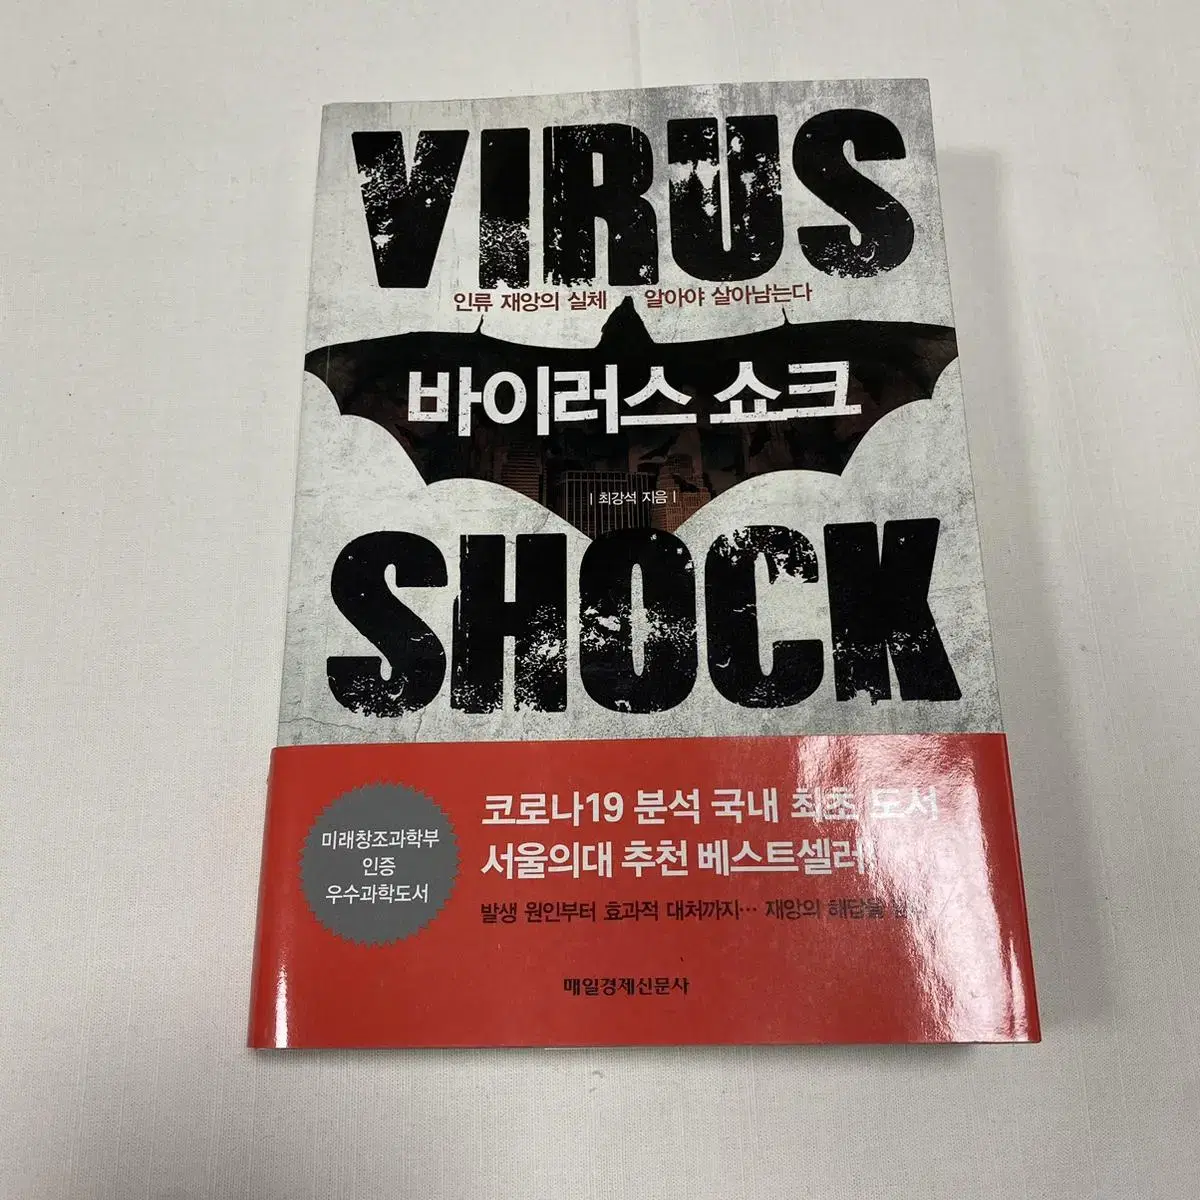 VIRUS
인류 재앙의 실체 알아야 살아남는다
바이러스 쇼크
| 최강석 지음 |
SHOCK
미래창조과학부
인증
우수과학도서
코로나19 분석 국내 최초 도서
서울의대 추천 베스트셀러
발생 원인부터 효과적 대처까지… 재앙의 해답을
매일경제신문사